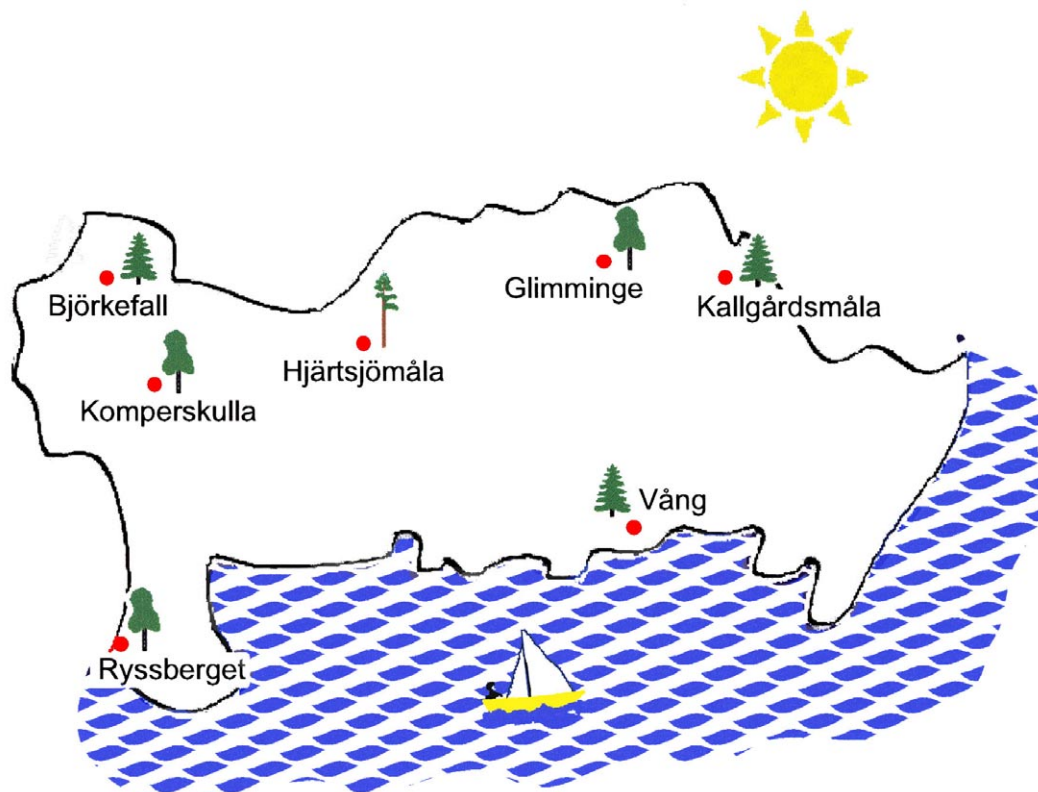 Björkefall
Glimminge
Kallgårdsmåla
Hjärtsjömåla
Komperskulla
Vång
Ryssberget